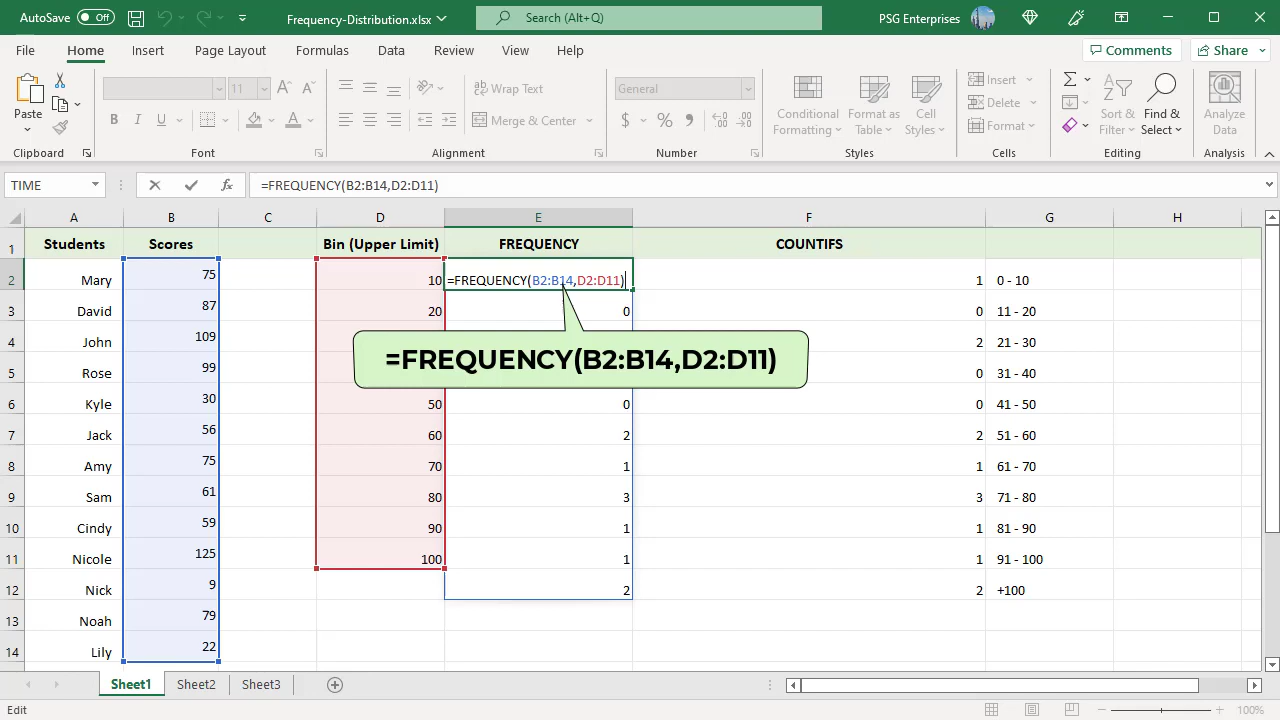 AutoSave Off Frequency-Distribution.xlsx Search (Alt+Q) PSG Enterprises
File Home Insert Page Layout Formulas Data Review View Help Comments Share
Paste
Clipboard
11
B I U A
Font
Wrap Text
Merge & Center
Alignment
General
$ % 9
Number
Conditional Formatting
Format as Table
Cell Styles
Styles
Insert
Delete
Format
Cells
Sort & Filter
Find & Select
Editing
Analyze Data
Analysis
TIME fx =FREQUENCY(B2:B14,D2:D11)
A B C D E F G H
1 Students Scores Bin (Upper Limit) FREQUENCY COUNTIFS
2 Mary 75 10 =FREQUENCY(B2:B14,D2:D11) 1 0 - 10
3 David 87 20 0 0 11 - 20
4 John 109 2 21 - 30
=FREQUENCY(B2:B14,D2:D11)
5 Rose 99 0 31 - 40
6 Kyle 30 50 0 0 41 - 50
7 Jack 56 60 2 2 51 - 60
8 Amy 75 70 1 1 61 - 70
9 Sam 61 80 3 3 71 - 80
10 Cindy 59 90 1 1 81 - 90
11 Nicole 125 100 1 1 91 - 100
12 Nick 9 2 2 +100
13 Noah 79
14 Lily 22
Sheet1 Sheet2 Sheet3
Edit 100%